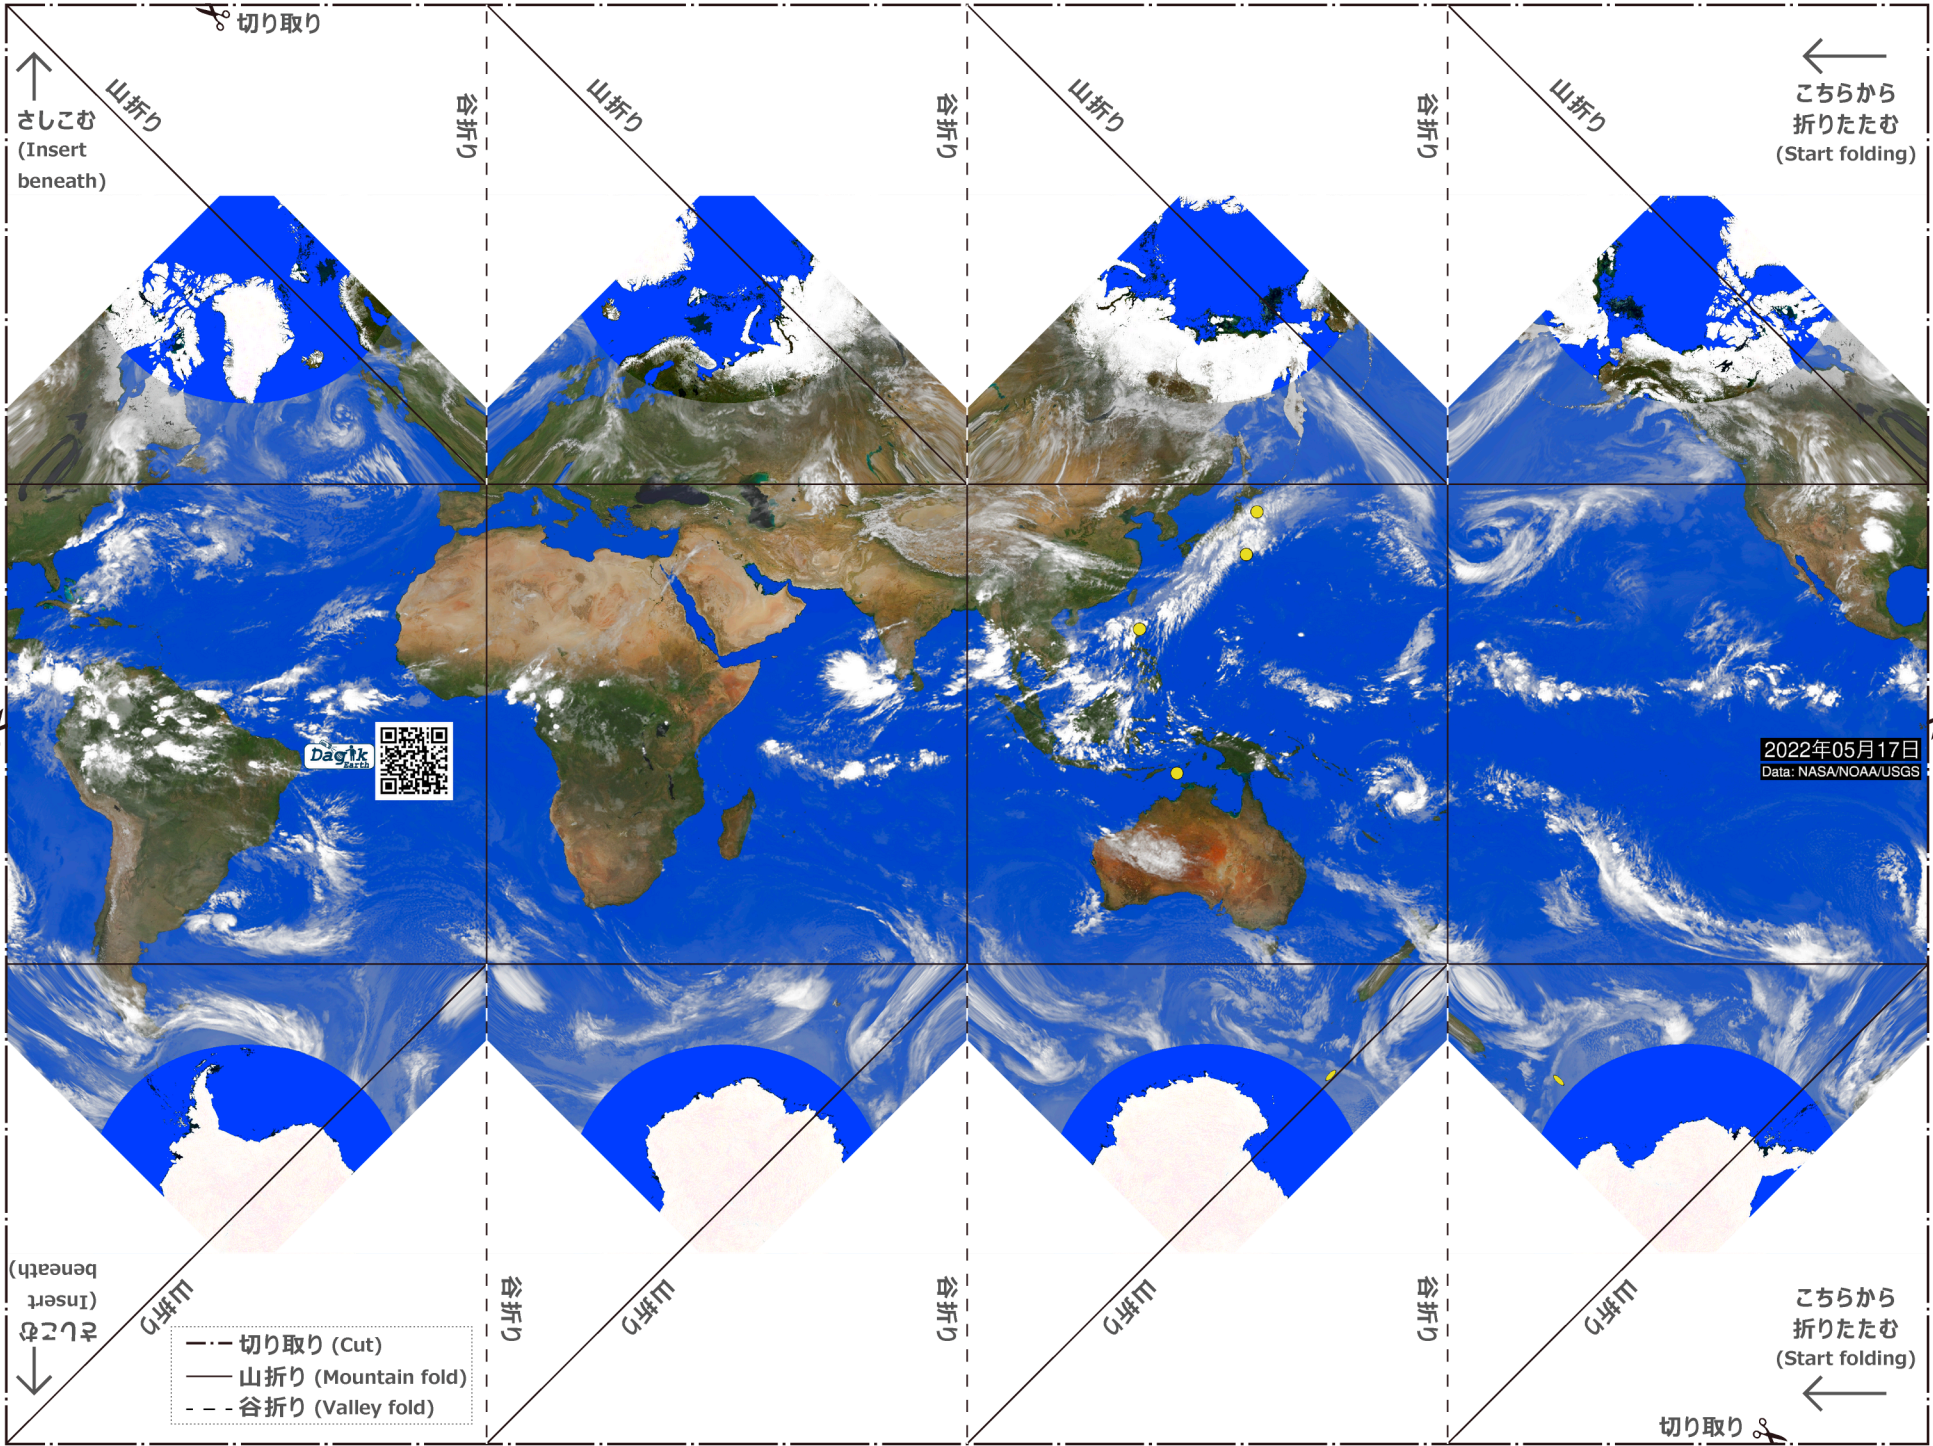 切り取り
さしこむ
(Insert
beneath)
山折り
谷折り
山折り
谷折り
山折り
谷折り
山折り
こちらから
折りたたむ
(Start folding)
Dagik
Earth
2022年05月17日
Data: NASA/NOAA/USGS
さしこむ
(Insert
beneath)
山折り
谷折り
山折り
谷折り
山折り
谷折り
山折り
こちらから
折りたたむ
(Start folding)
切り取り (Cut)
山折り (Mountain fold)
谷折り (Valley fold)
切り取り